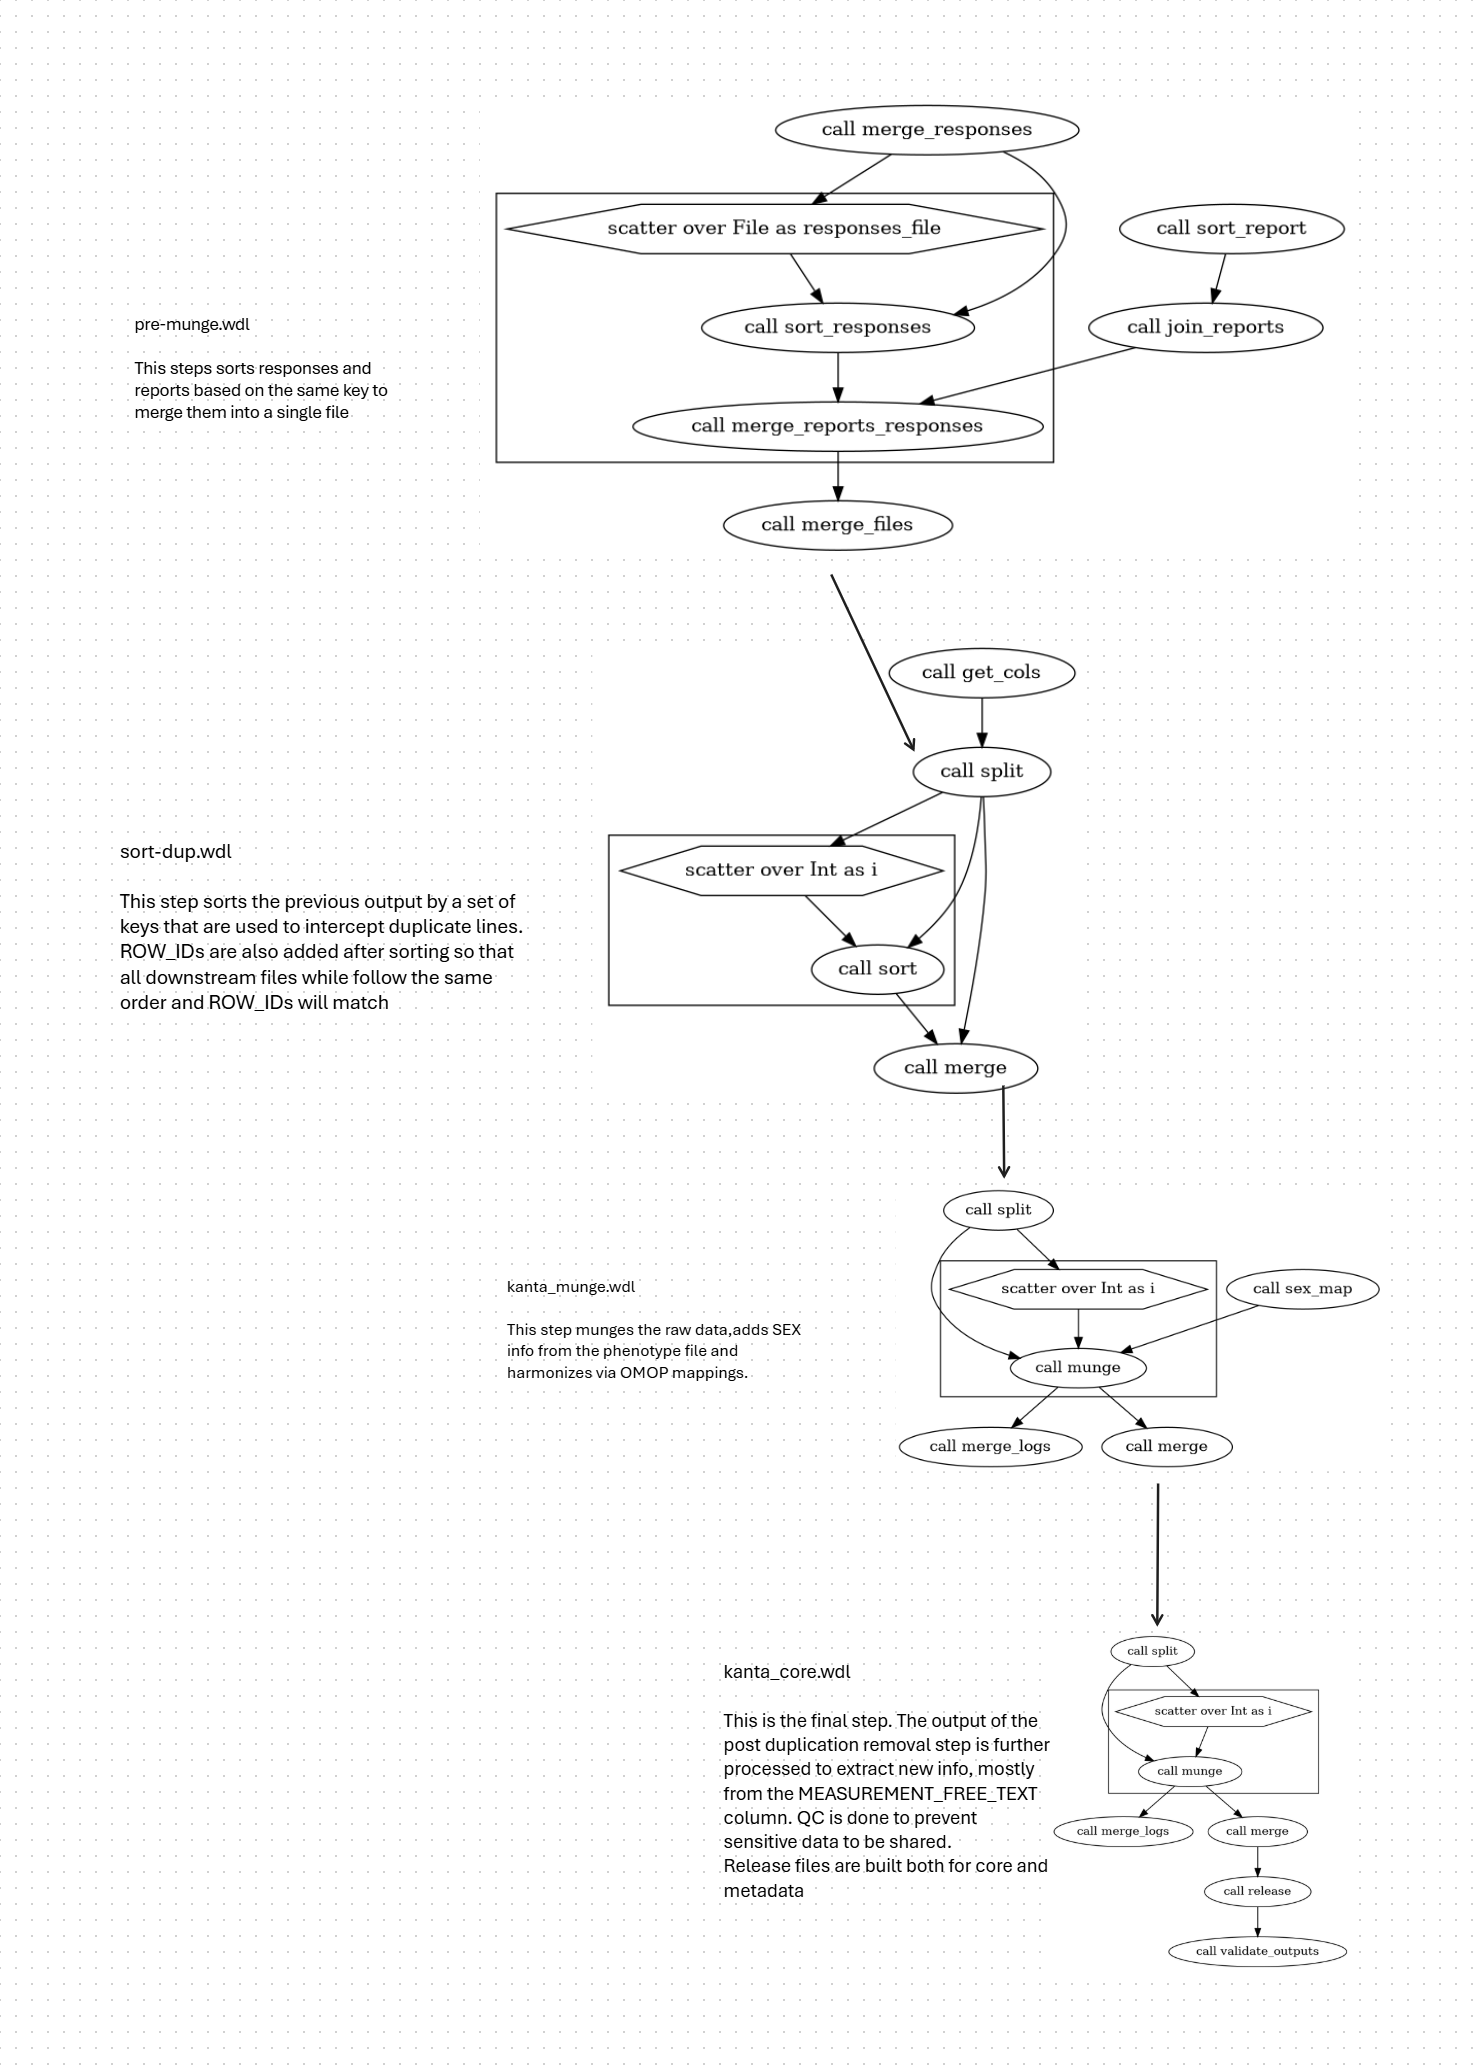 call merge_responses
scatter over File as responses_file
call sort_report
call sort_responses
call join_reports
call merge_reports_responses
call merge_files
pre-munge.wdl
This steps sorts responses and
reports based on the same key to
merge them into a single file
call get_cols
call split
scatter over Int as i
call sort
call merge
sort-dup.wdl
This step sorts the previous output by a set of
keys that are used to intercept duplicate lines.
ROW_IDs are also added after sorting so that
all downstream files while follow the same
order and ROW_IDs will match
call split
scatter over Int as i
call sex_map
call munge
call merge_logs
call merge
kanta_munge.wdl
This step munges the raw data,adds SEX
info from the phenotype file and
harmonizes via OMOP mappings.
call split
scatter over Int as i
call munge
call merge_logs
call merge
call release
call validate_outputs
kanta_core.wdl
This is the final step. The output of the
post duplication removal step is further
processed to extract new info, mostly
from the MEASUREMENT_FREE_TEXT
column. QC is done to prevent
sensitive data to be shared.
Release files are built both for core and
metadata